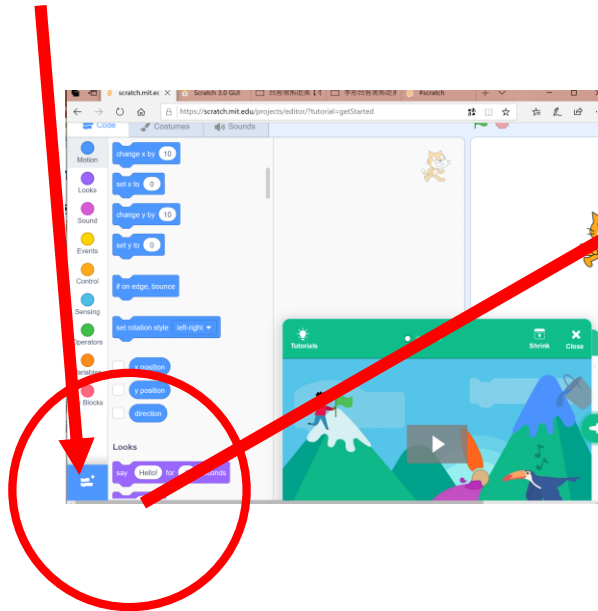 scratch.mit.ec
Scratch 3.0 GUI
#scratch
https://scratch.mit.edu/projects/editor/?tutorial=getStarted
Code
Costumes
Sounds
Motion
Looks
Sound
Events
Control
Sensing
Operators
Variables
Blocks
change x by 10
set x to 0
change y by 10
set y to 0
if on edge, bounce
set rotation style left-right
x position
y position
direction
Looks
say Hello! for
Tutorials
Shrink
Close